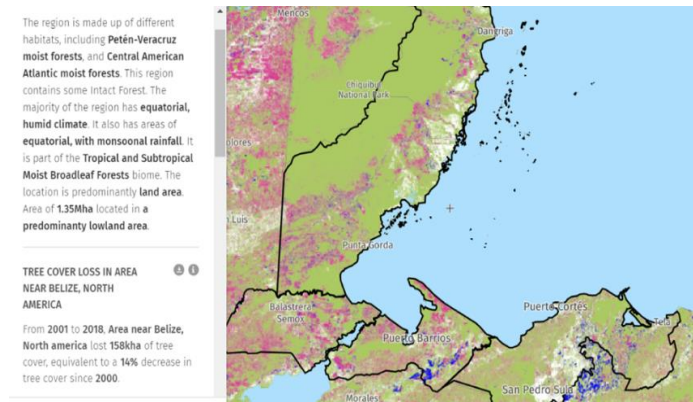 The region is made up of different
habitats, including Petén-Veracruz
moist forests, and Central American
Atlantic moist forests. This region
contains some Intact Forest. The
majority of the region has equatorial,
humid climate. It also has areas of
equatorial, with monsoonal rainfall. It
is part of the Tropical and Subtropical
Moist Broadleaf Forests biome. The
location is predominantly land area.
Area of 1.35Mha located in a
predominanty lowland area.
TREE COVER LOSS IN AREA
NEAR BELIZE, NORTH
AMERICA
From 2001 to 2018, Area near Belize,
North america lost 158kha of tree
cover, equivalent to a 14% decrease in
tree cover since 2000.
Mencos
Dangriga
Chiquibul
National Park
olores
n Luis
Punta Gorda
Balastrera
Semox
Puerto Cortés
Tela
Puerto Barrios
San Pedro Sula
Morales